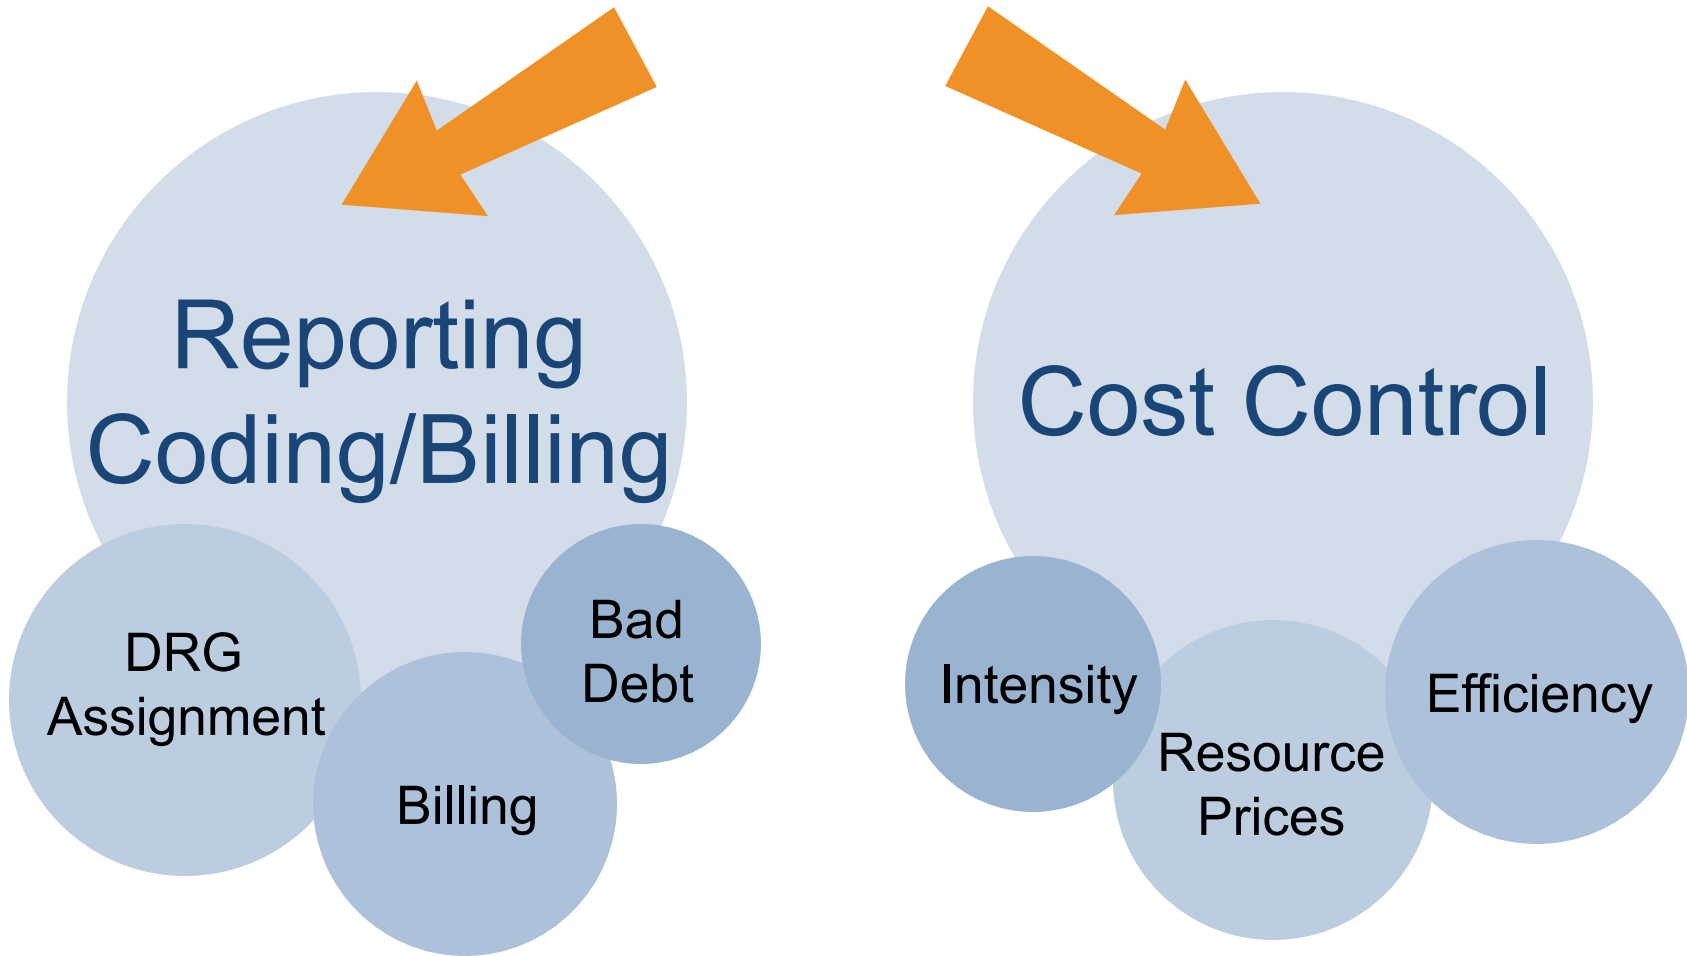 Reporting
Coding/Billing
DRG
Assignment
Billing
Bad
Debt
Cost Control
Intensity
Resource
Prices
Efficiency